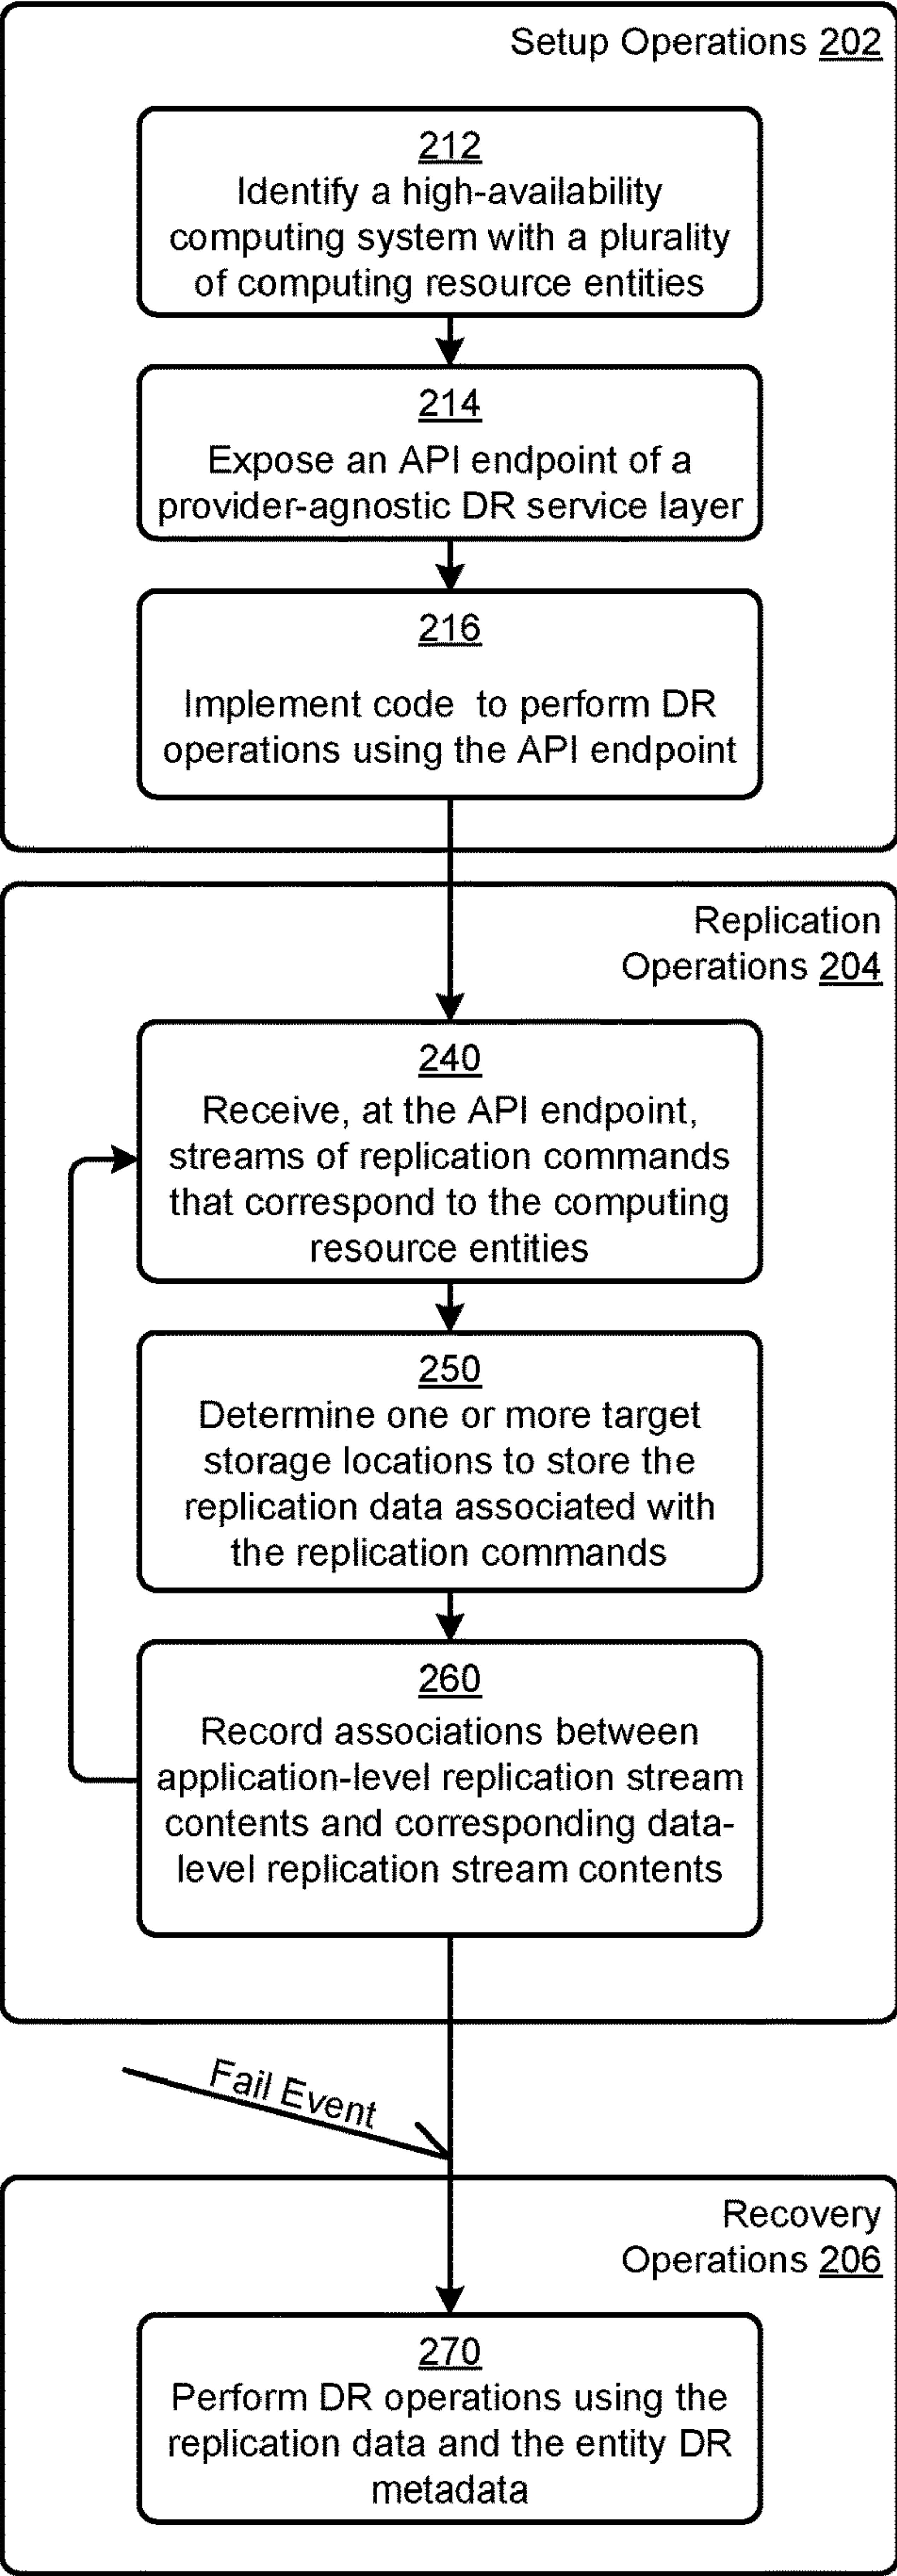 Setup Operations 202
212
Identify a high-availability
computing system with a plurality
of computing resource entities
214
Expose an API endpoint of a
provider-agnostic DR service layer
216
Implement code to perform DR
operations using the API endpoint
Replication
Operations 204
240
Receive, at the API endpoint,
streams of replication commands
that correspond to the computing
resource entities
250
Determine one or more target
storage locations to store the
replication data associated with
the replication commands
260
Record associations between
application-level replication stream
contents and corresponding data-
level replication stream contents
Fail Event
Recovery
Operations 206
270
Perform DR operations using the
replication data and the entity DR
metadata